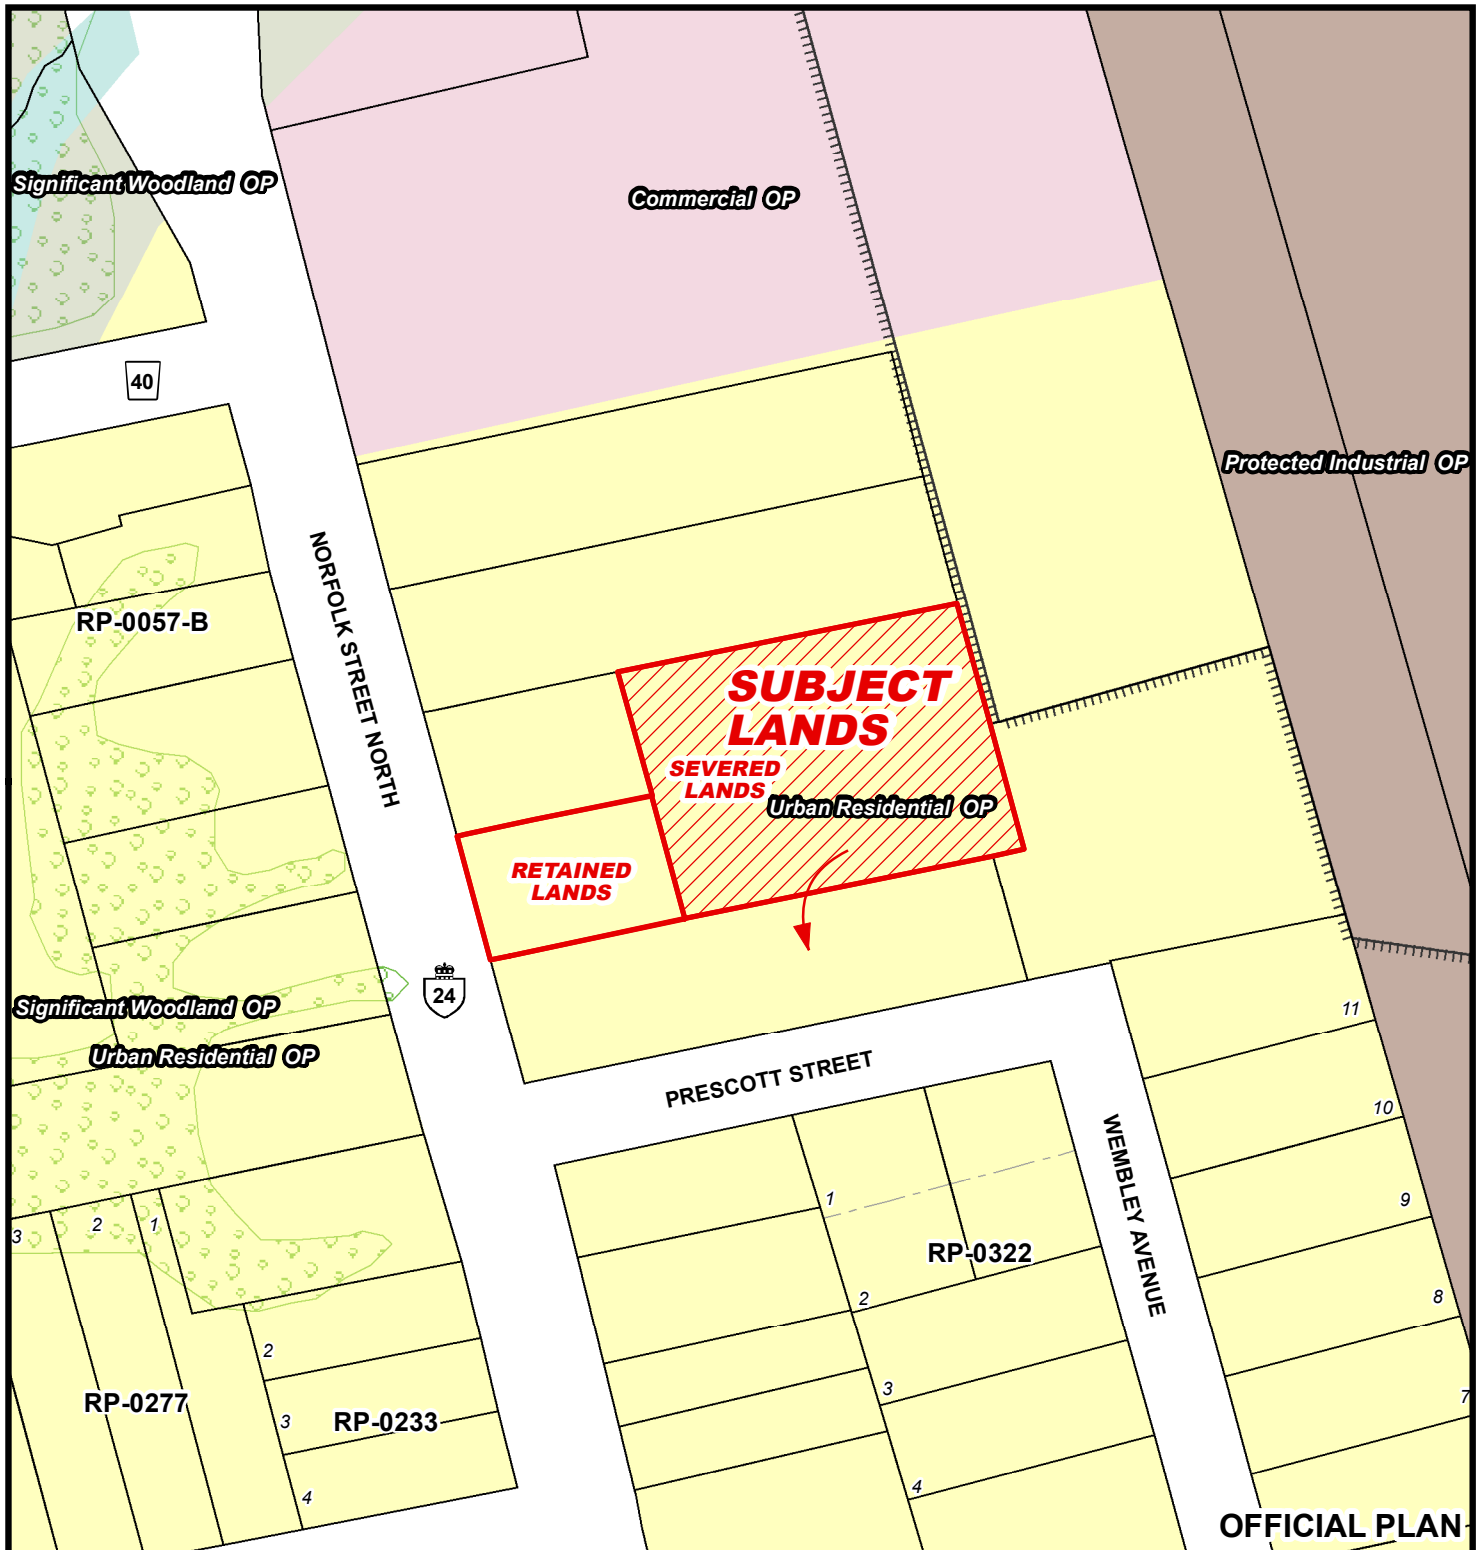 Significant Woodland OP
Commercial OP
40
Protected Industrial OP
NORFOLK STREET NORTH
RP-0057-B
SUBJECT
LANDS
SEVERED
LANDS
Urban Residential OP
RETAINED
LANDS
24
Significant Woodland OP
Urban Residential OP
PRESCOTT STREET
WEMBLEY AVENUE
11
10
9
8
7
1
RP-0322
2
3
4
3
2
1
2
RP-0277
3
RP-0233
4
OFFICIAL PLAN